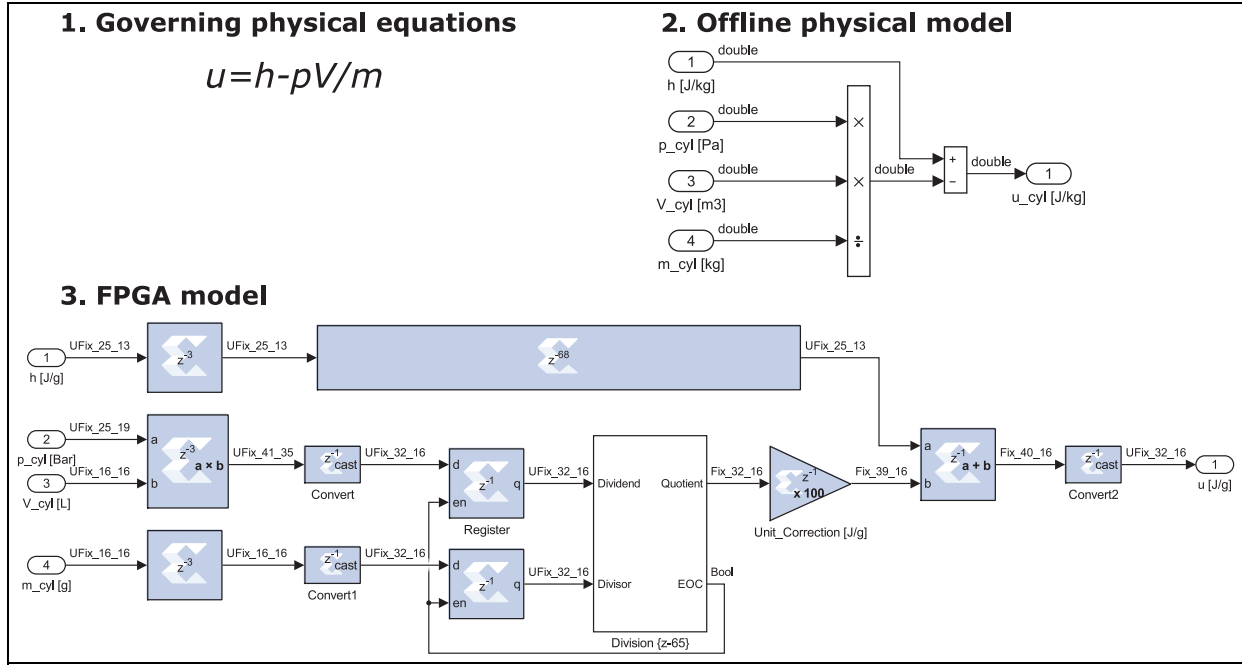 1. Governing physical equations
u=h-pV/m
2. Offline physical model
1
double
h [J/kg]
2
double
p_cyl [Pa]
×
3
double
V_cyl [m3]
×
double
4
double
m_cyl [kg]
÷
+
−
double
1
u_cyl [J/kg]
3. FPGA model
1
UFix_25_13
h [J/g]
z-3
UFix_25_13
z-68
UFix_25_13
2
UFix_25_19
p_cyl [Bar]
3
UFix_16_16
V_cyl [L]
a
b
z-3
a × b
UFix_41_35
z-1
cast
Convert
UFix_32_16
d
en
z-1
q
Register
UFix_32_16
Dividend
Quotient
Divisor
EOC
Division {z-65}
Fix_32_16
Bool
z-1
x 100
Unit_Correction [J/g]
Fix_39_16
a
b
z-1
a + b
Fix_40_16
z-1
cast
Convert2
UFix_32_16
1
u [J/g]
4
UFix_16_16
m_cyl [g]
z-3
UFix_16_16
z-1
cast
Convert1
UFix_32_16
d
en
z-1
q
UFix_32_16